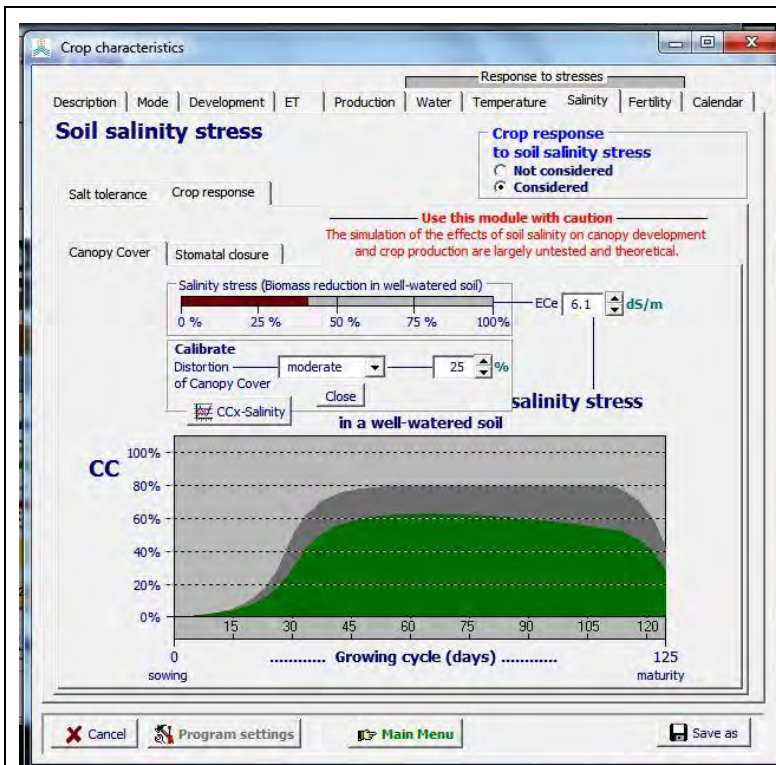 Crop characteristics
Response to stresses
Description Mode Development ET Production Water Temperature Salinity Fertility Calendar
Soil salinity stress
Crop response
to soil salinity stress
Not considered
Considered
Salt tolerance Crop response
Use this module with caution
The simulation of the effects of soil salinity on canopy development
and crop production are largely untested and theoretical.
Canopy Cover Stomatal closure
Salinity stress (Biomass reduction in well-watered soil)
ECe 6.1 dS/m
0 % 25 % 50 % 75 % 100%
Calibrate
Distortion moderate 25 %
of Canopy Cover
Close
CCx-Salinity
salinity stress
in a well-watered soil
CC
100%
80%
60%
40%
20%
0%
15 30 45 60 75 90 105 120
0 ............ Growing cycle (days) ............ 125
sowing maturity
Cancel Program settings Main Menu Save as